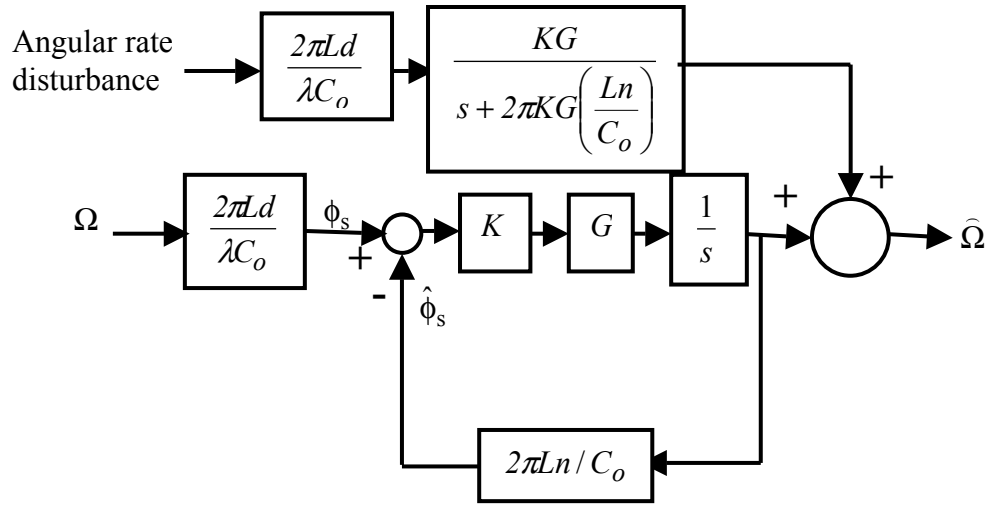 Angular rate
disturbance
2πLd
λC_o
KG
s + 2πKG(Ln/C_o)
+
Ω
2πLd
λC_o
ϕ_s
+
-
ϕ̂_s
K
G
1
s
+
Ω̂
2πLn / C_o